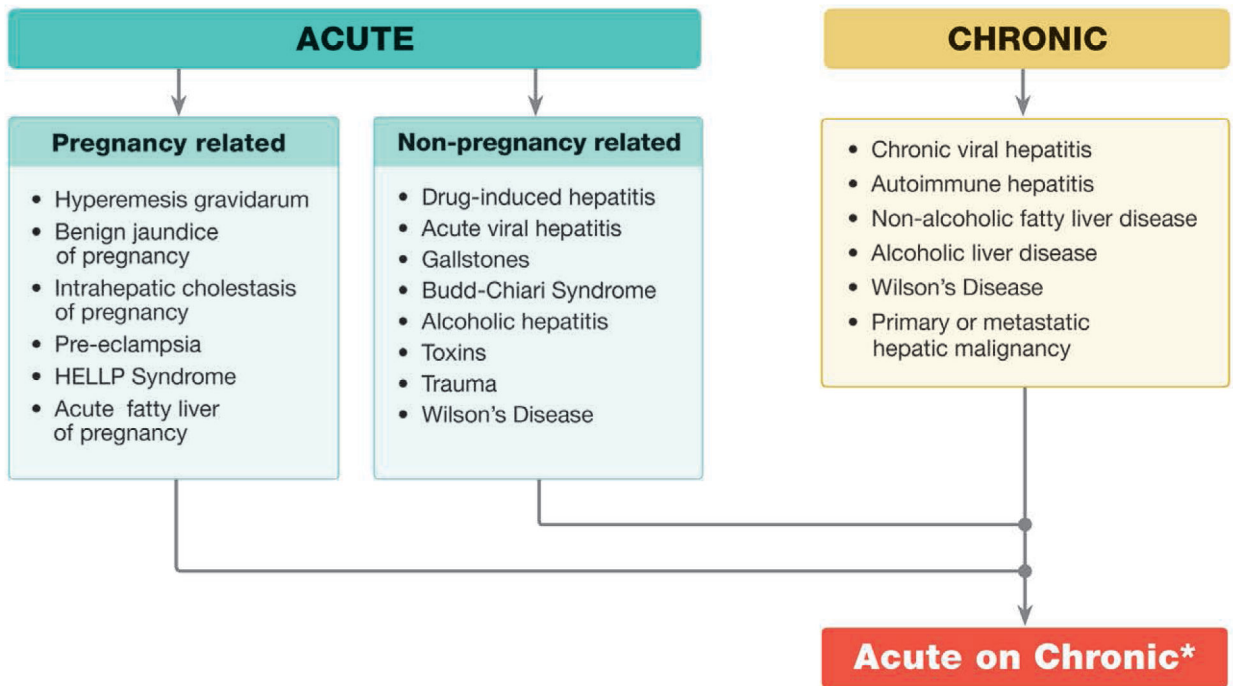 ACUTE
CHRONIC
Pregnancy related
• Hyperemesis gravidarum
• Benign jaundice
of pregnancy
• Intrahepatic cholestasis
of pregnancy
• Pre-eclampsia
• HELLP Syndrome
• Acute fatty liver
of pregnancy
Non-pregnancy related
• Drug-induced hepatitis
• Acute viral hepatitis
• Gallstones
• Budd-Chiari Syndrome
• Alcoholic hepatitis
• Toxins
• Trauma
• Wilson's Disease
• Chronic viral hepatitis
• Autoimmune hepatitis
• Non-alcoholic fatty liver disease
• Alcoholic liver disease
• Wilson's Disease
• Primary or metastatic
hepatic malignancy
Acute on Chronic*